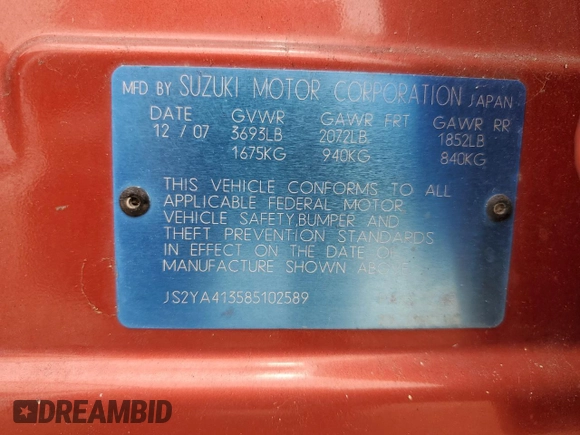 MFD. BY SUZUKI MOTOR CORPORATION JAPAN
DATE GVWR GAWR FRT GAWR RR
12 / 07 3693LB 2072LB 1852LB
1675KG 940KG 840KG
THIS VEHICLE CONFORMS TO ALL
APPLICABLE FEDERAL MOTOR
VEHICLE SAFETY,BUMPER AND
THEFT PREVENTION STANDARDS
IN EFFECT ON THE DATE OF
MANUFACTURE SHOWN
JS2YA413585102589
DREAMBID